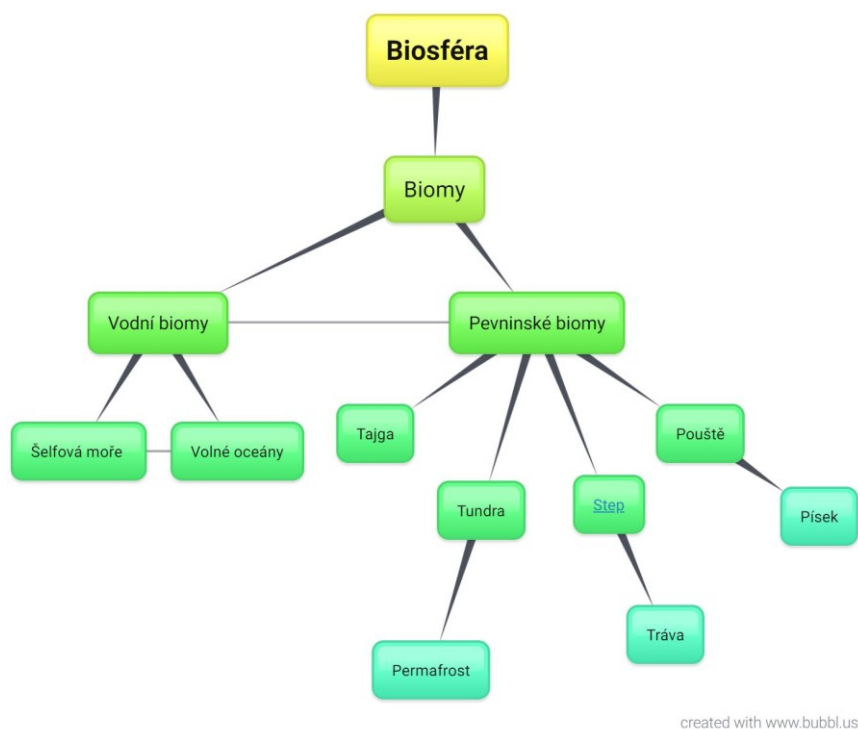 Biosféra
Biomy
Vodní biomy
Pevninské biomy
Šelfová moře
Volné oceány
Tajga
Pouště
Tundra
Step
Písek
Permafrost
Tráva
created with www.bubbl.us